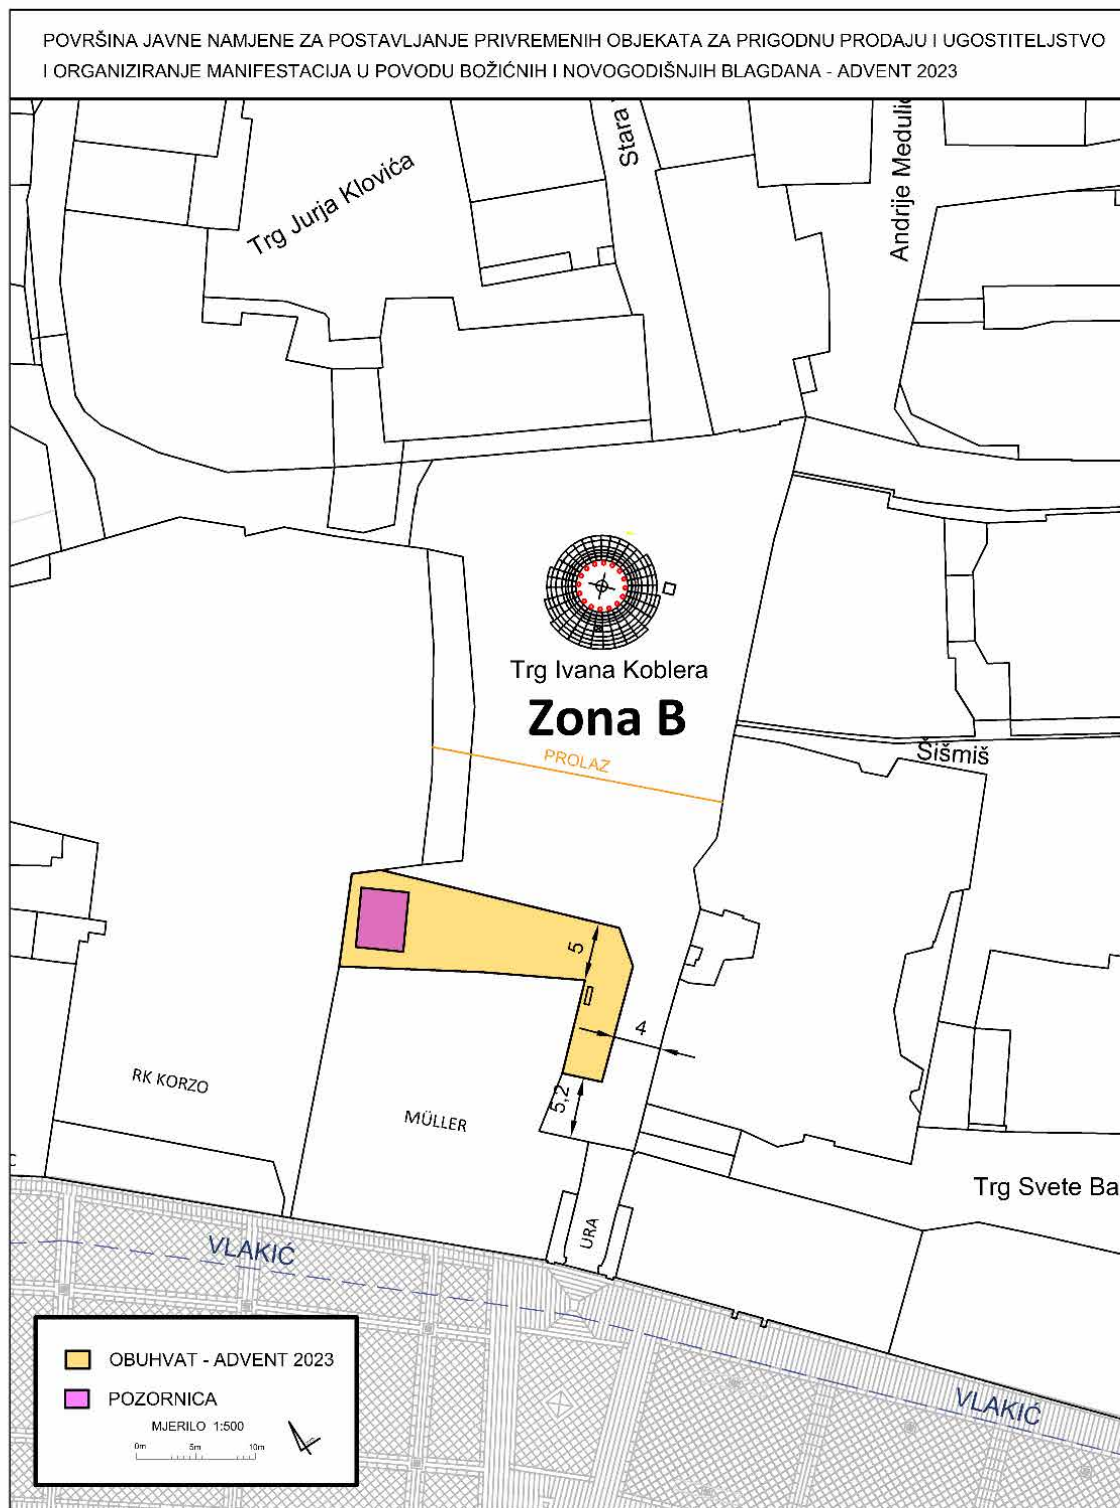 POVRŠINA JAVNE NAMJENE ZA POSTAVLJANJE PRIVREMENIH OBJEKATA ZA PRIGODNU PRODAJU I UGOSTITELJSTVO
I ORGANIZIRANJE MANIFESTACIJA U POVODU BOŽIĆNIH I NOVOGODIŠNJIH BLAGDANA - ADVENT 2023
Trg Jurja Klovića
Stara
Andrije Medulić
Trg Ivana Koblera
Zona B
PROLAZ
Šišmiš
5
4
5,2
RK KORZO
MÜLLER
C
Trg Svete Ba
URA
VLAKIĆ
VLAKIĆ
OBUHVAT - ADVENT 2023
POZORNICA
MJERILO 1:500
0m 5m 10m